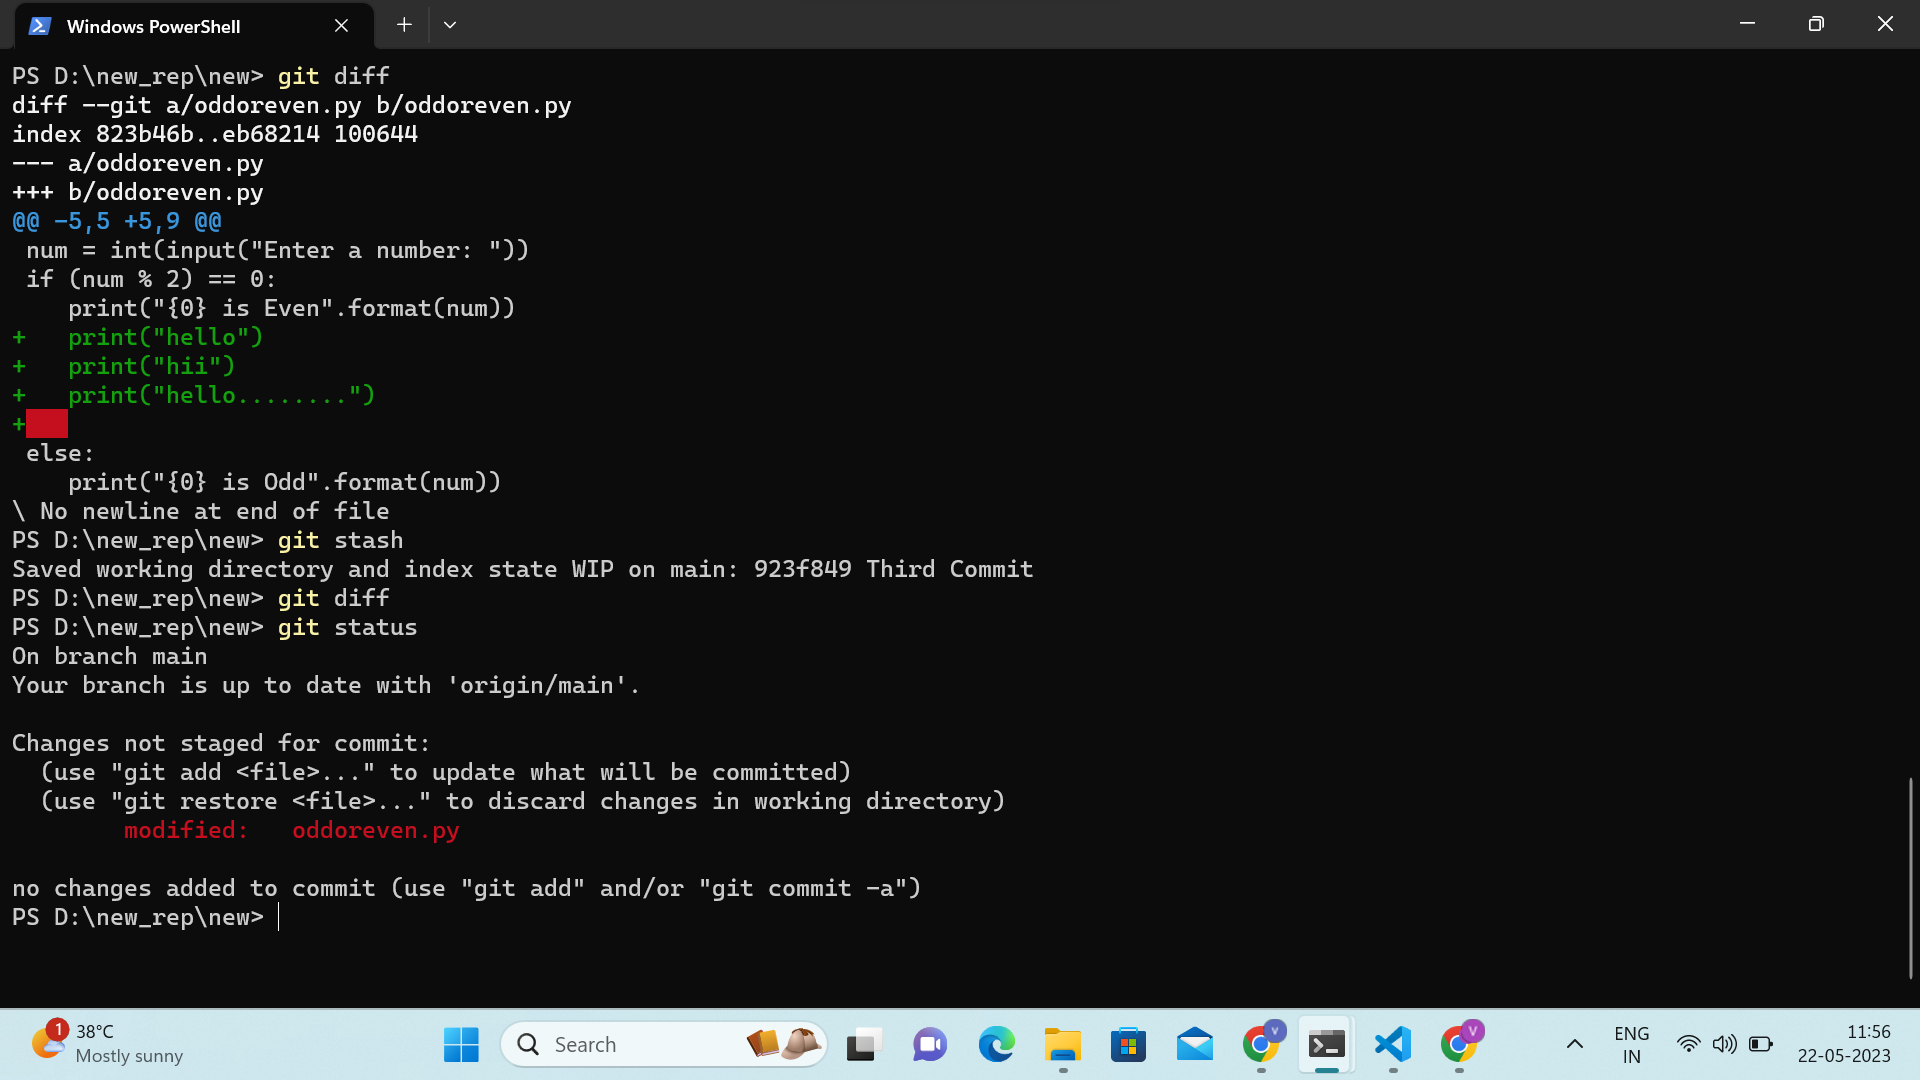 Windows PowerShell
PS D:\new_rep\new> git diff
diff --git a/oddoreven.py b/oddoreven.py
index 823b46b..eb68214 100644
--- a/oddoreven.py
+++ b/oddoreven.py
@@ -5,5 +5,9 @@
 num = int(input("Enter a number: "))
 if (num % 2) == 0:
    print("{0} is Even".format(num))
+   print("hello")
+   print("hii")
+   print("hello........")
+
 else:
    print("{0} is Odd".format(num))
\ No newline at end of file
PS D:\new_rep\new> git stash
Saved working directory and index state WIP on main: 923f849 Third Commit
PS D:\new_rep\new> git diff
PS D:\new_rep\new> git status
On branch main
Your branch is up to date with 'origin/main'.

Changes not staged for commit:
  (use "git add <file>..." to update what will be committed)
  (use "git restore <file>..." to discard changes in working directory)
        modified:   oddoreven.py

no changes added to commit (use "git add" and/or "git commit -a")
PS D:\new_rep\new>
1
38°C
Mostly sunny
Search
V
V
ENG
IN
11:56
22-05-2023